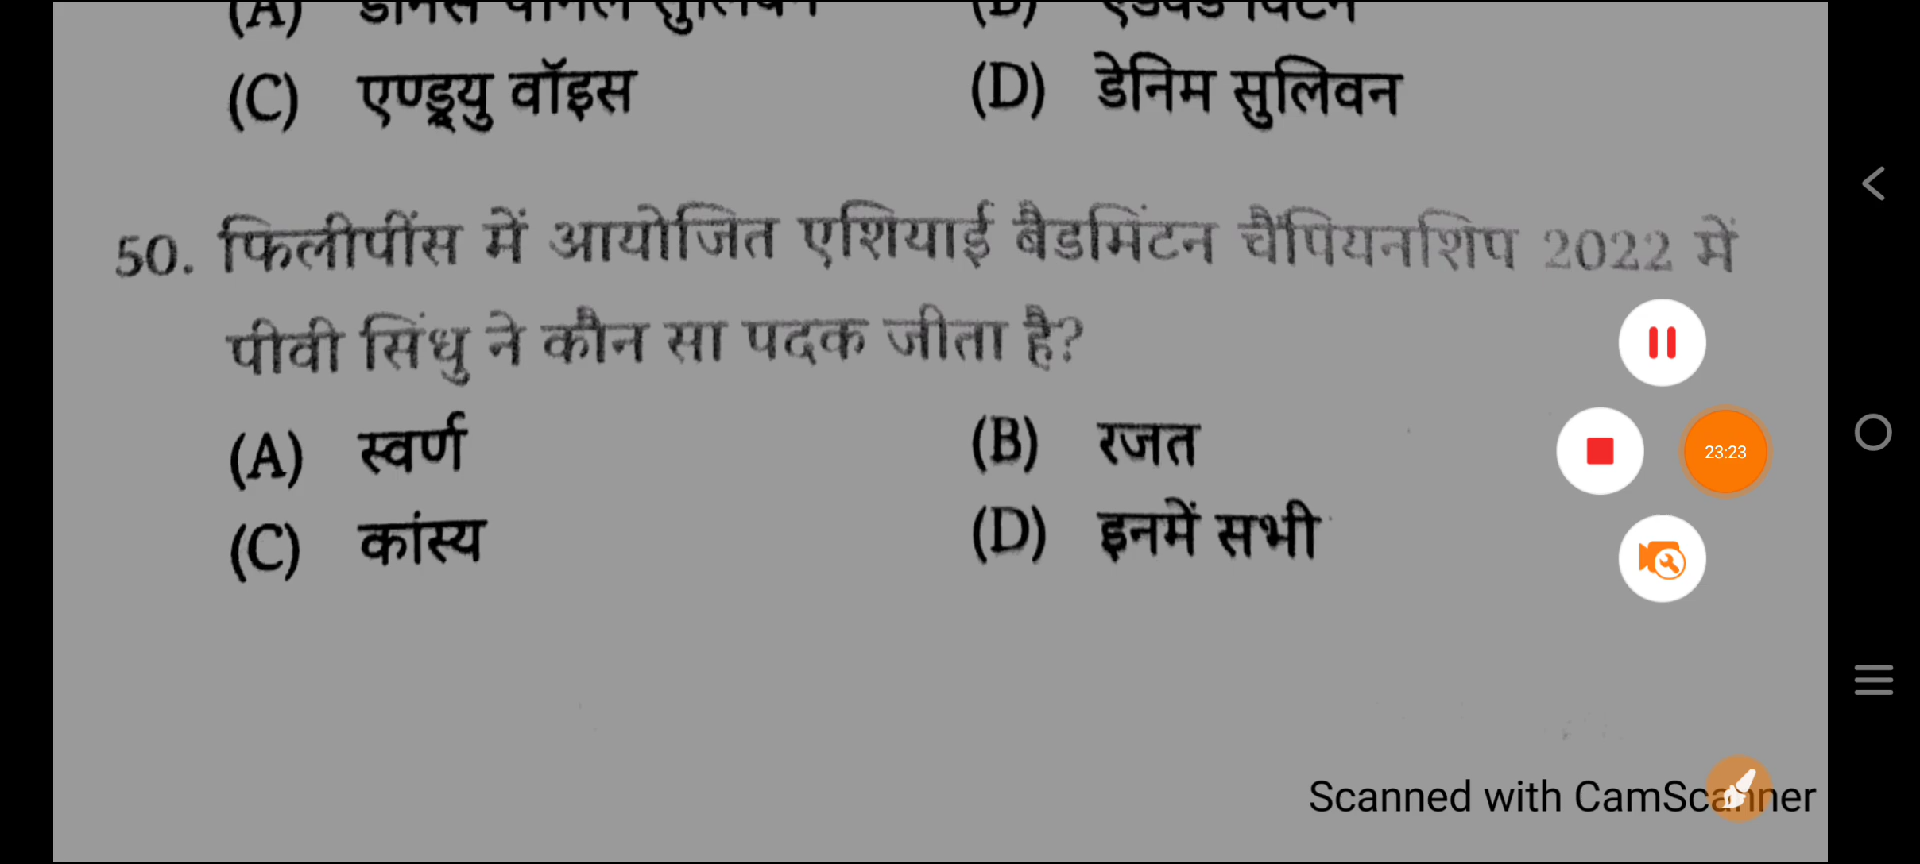 (C) एण्ड्र्यु वॉइस (D) डेनिम सुलिवन
50. फिलीपींस में आयोजित एशियाई बैडमिंटन चैंपियनशिप 2022 में
पीवी सिंधु ने कौन सा पदक जीता है?
(A) स्वर्ण (B) रजत
(C) कांस्य (D) इनमें सभी
23:23
Scanned with CamScanner